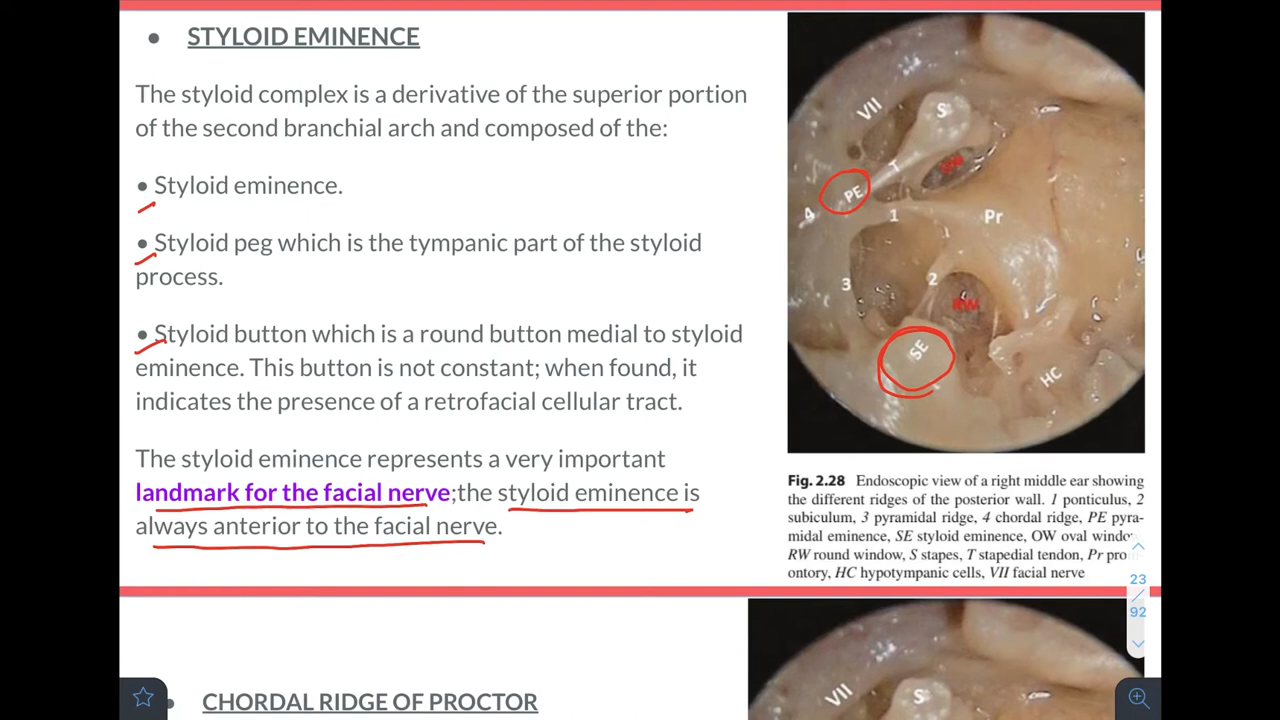 • STYLOID EMINENCE
The styloid complex is a derivative of the superior portion
of the second branchial arch and composed of the:
• Styloid eminence.
• Styloid peg which is the tympanic part of the styloid
process.
• Styloid button which is a round button medial to styloid
eminence. This button is not constant; when found, it
indicates the presence of a retrofacial cellular tract.
The styloid eminence represents a very important
landmark for the facial nerve;the styloid eminence is
always anterior to the facial nerve.
VII
S
T
OW
PE
4
1
Pr
3
2
RW
SE
HC
Fig. 2.28 Endoscopic view of a right middle ear showing
the different ridges of the posterior wall. 1 ponticulus, 2
subiculum, 3 pyramidal ridge, 4 chordal ridge, PE pyra-
midal eminence, SE styloid eminence, OW oval window
RW round window, S stapes, T stapedial tendon, Pr prom
ontory, HC hypotympanic cells, VII facial nerve
23
92
• CHORDAL RIDGE OF PROCTOR
VII
S